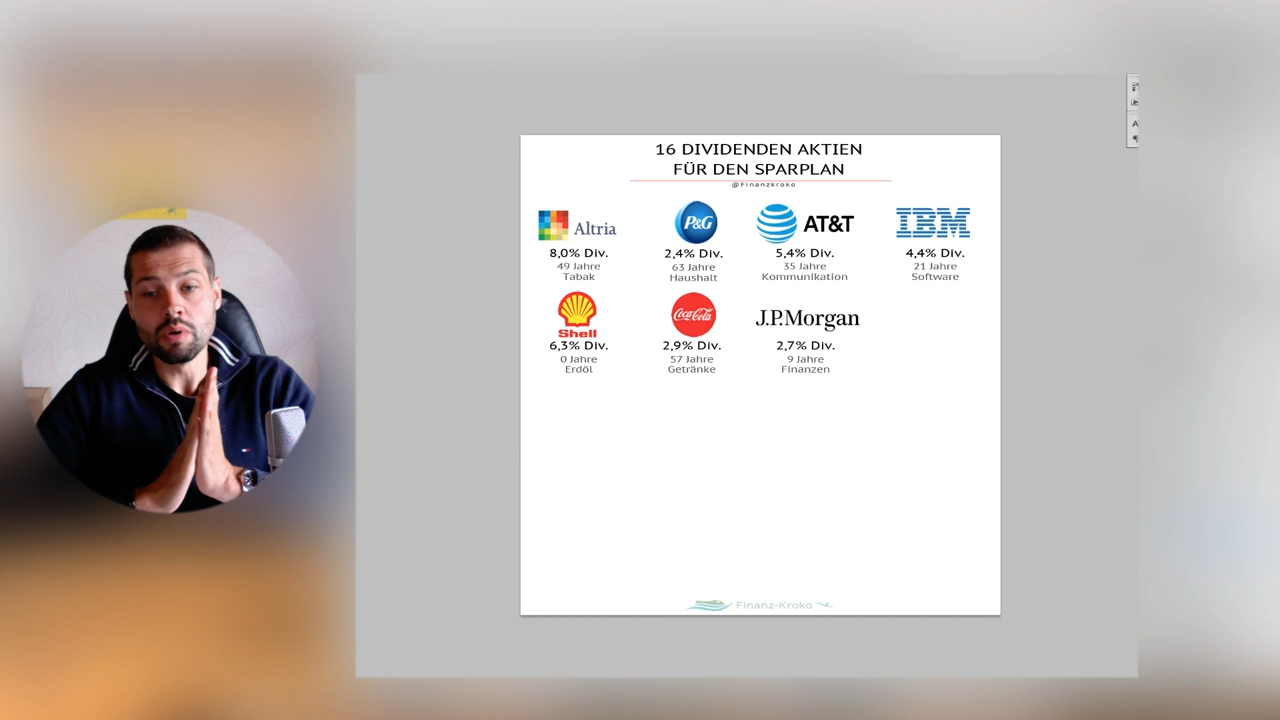 16 DIVIDENDEN AKTIEN
FÜR DEN SPARPLAN
@Finanzkroko
Altria
P&G
AT&T
IBM
8,0% Div.
2,4% Div.
5,4% Div.
4,4% Div.
49 Jahre
63 Jahre
35 Jahre
21 Jahre
Tabak
Haushalt
Kommunikation
Software
Shell
Coca-Cola
J.P.Morgan
6,3% Div.
2,9% Div.
2,7% Div.
0 Jahre
57 Jahre
9 Jahre
Erdöl
Getränke
Finanzen
Finanz-Kroko